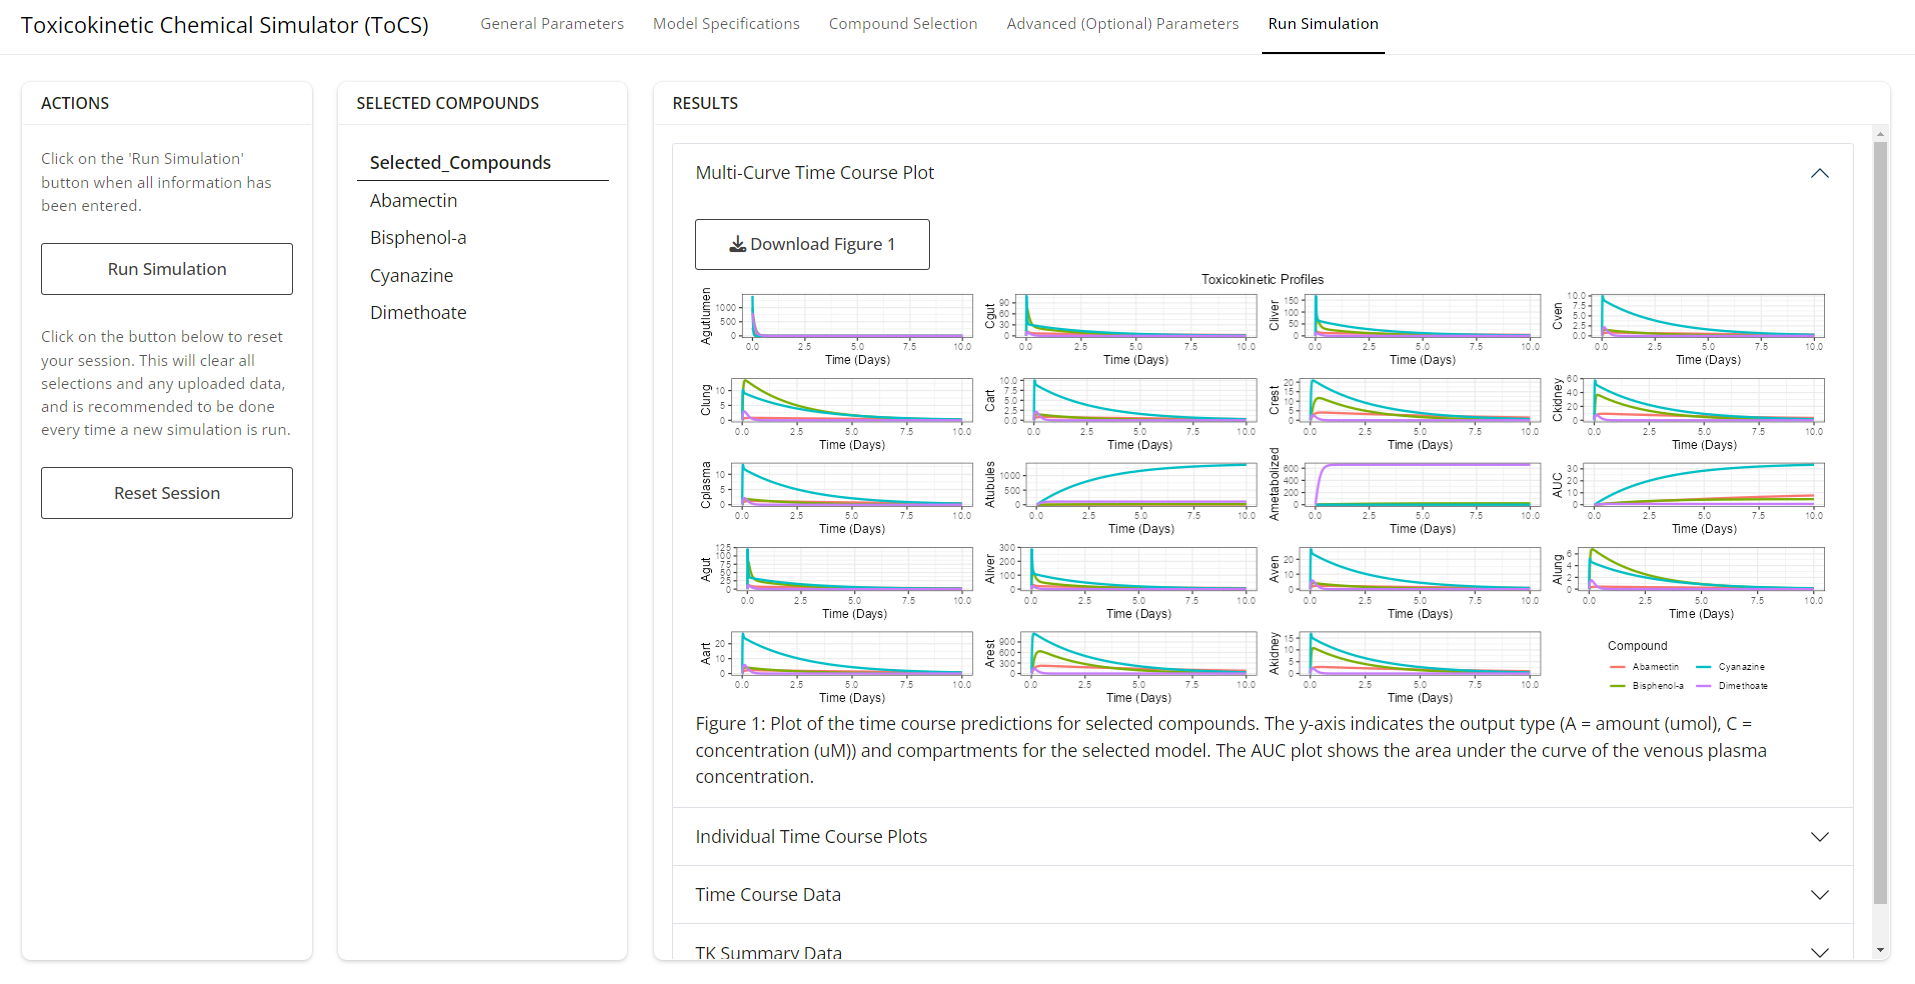 Toxicokinetic Chemical Simulator (ToCS)
General Parameters
Model Specifications
Compound Selection
Advanced (Optional) Parameters
Run Simulation
ACTIONS
Click on the 'Run Simulation'
button when all information has
been entered.
Run Simulation
Click on the button below to reset
your session. This will clear all
selections and any uploaded data,
and is recommended to be done
every time a new simulation is run.
Reset Session
SELECTED COMPOUNDS
Selected_Compounds
Abamectin
Bisphenol-a
Cyanazine
Dimethoate
RESULTS
Multi-Curve Time Course Plot
Download Figure 1
Toxicokinetic Profiles
Agutlumen
1000
500
0
0.0 2.5 5.0 7.5 10.0
Time (Days)
Cgut
90
60
30
0
0.0 2.5 5.0 7.5 10.0
Time (Days)
Cliver
150
100
50
0
0.0 2.5 5.0 7.5 10.0
Time (Days)
Cven
10.0
7.5
5.0
2.5
0.0
0.0 2.5 5.0 7.5 10.0
Time (Days)
Clung
10
5
0
0.0 2.5 5.0 7.5 10.0
Time (Days)
Cart
10.0
7.5
5.0
2.5
0.0
0.0 2.5 5.0 7.5 10.0
Time (Days)
Crest
20
15
10
5
0
0.0 2.5 5.0 7.5 10.0
Time (Days)
Ckidney
60
40
20
0
0.0 2.5 5.0 7.5 10.0
Time (Days)
Cplasma
10
5
0
0.0 2.5 5.0 7.5 10.0
Time (Days)
Atubules
1000
500
0
0.0 2.5 5.0 7.5 10.0
Time (Days)
Ametabolized
600
400
200
0
0.0 2.5 5.0 7.5 10.0
Time (Days)
AUC
30
20
10
0
0.0 2.5 5.0 7.5 10.0
Time (Days)
Agut
12.5
10.0
7.5
5.0
2.5
0
0.0 2.5 5.0 7.5 10.0
Time (Days)
Aliver
300
200
100
0
0.0 2.5 5.0 7.5 10.0
Time (Days)
Aven
20
10
0
0.0 2.5 5.0 7.5 10.0
Time (Days)
Alung
6
4
2
0
0.0 2.5 5.0 7.5 10.0
Time (Days)
Aart
20
10
0
0.0 2.5 5.0 7.5 10.0
Time (Days)
Arest
900
600
300
0
0.0 2.5 5.0 7.5 10.0
Time (Days)
Akidney
15
10
5
0
0.0 2.5 5.0 7.5 10.0
Time (Days)
Compound
Abamectin Cyanazine
Bisphenol-a Dimethoate
Figure 1: Plot of the time course predictions for selected compounds. The y-axis indicates the output type (A = amount (umol), C =
concentration (uM)) and compartments for the selected model. The AUC plot shows the area under the curve of the venous plasma
concentration.
Individual Time Course Plots
Time Course Data
TK Summary Data